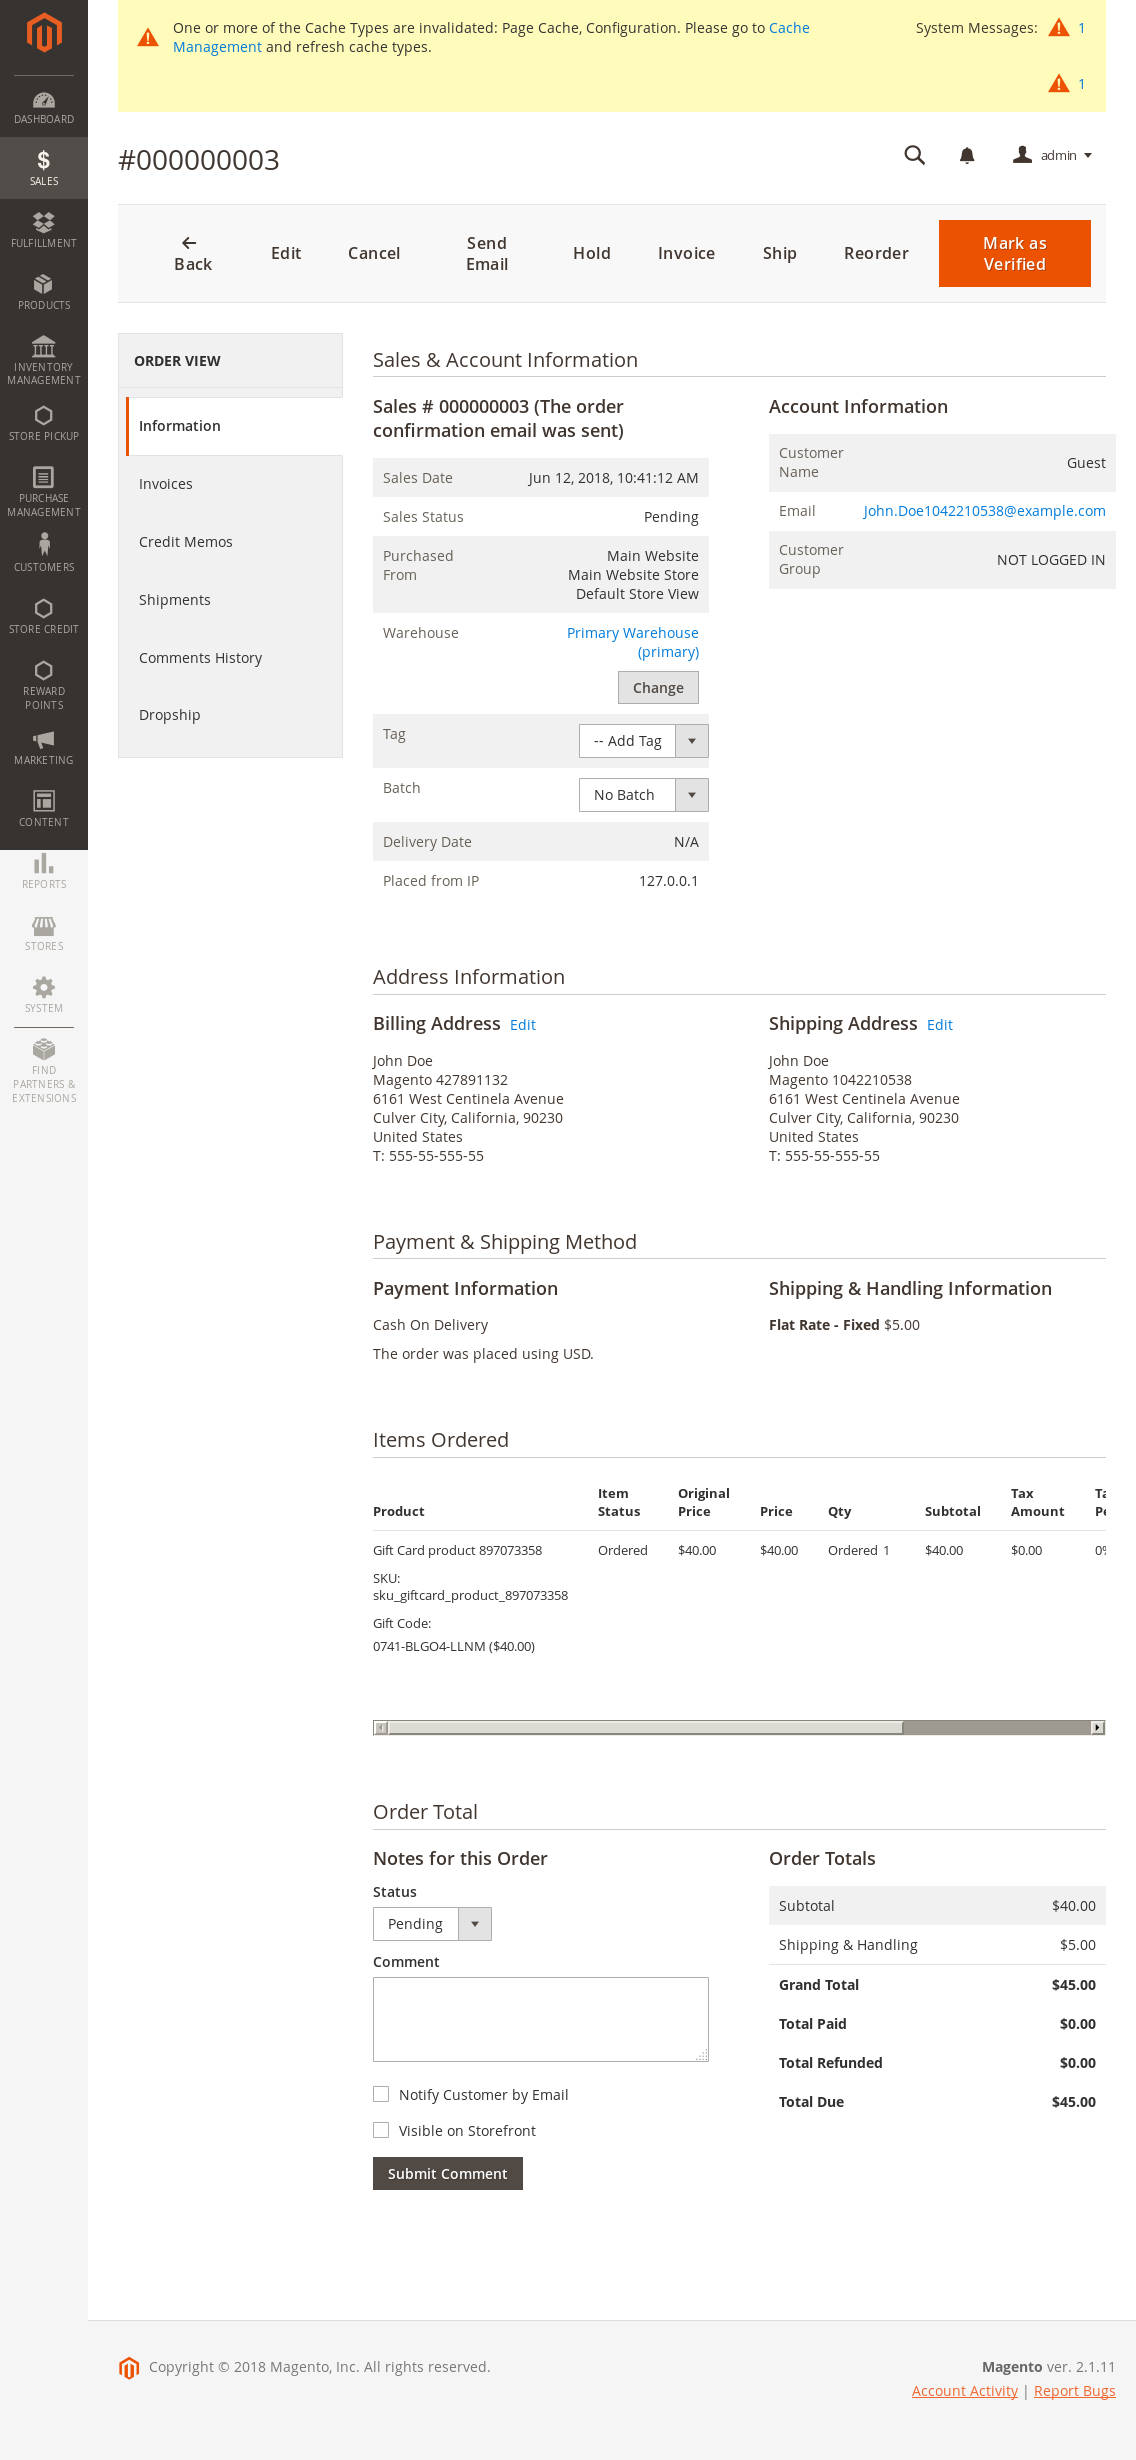 One or more of the Cache Types are invalidated: Page Cache, Configuration. Please go to Cache
Management and refresh cache types.
System Messages: 1
1
DASHBOARD
SALES
FULFILLMENT
PRODUCTS
INVENTORY
MANAGEMENT
STORE PICKUP
PURCHASE
MANAGEMENT
CUSTOMERS
STORE CREDIT
REWARD
POINTS
MARKETING
CONTENT
REPORTS
STORES
SYSTEM
FIND
PARTNERS &
EXTENSIONS
#000000003
admin
Back
Edit
Cancel
Send
Email
Hold
Invoice
Ship
Reorder
Mark as
Verified
ORDER VIEW
Information
Invoices
Credit Memos
Shipments
Comments History
Dropship
Sales & Account Information
Sales # 000000003 (The order
confirmation email was sent)
Sales Date Jun 12, 2018, 10:41:12 AM
Sales Status Pending
Purchased
From
Main Website
Main Website Store
Default Store View
Warehouse
Primary Warehouse
(primary)
Change
Tag -- Add Tag
Batch No Batch
Delivery Date N/A
Placed from IP 127.0.0.1
Account Information
Customer
Name
Guest
Email John.Doe1042210538@example.com
Customer
Group
NOT LOGGED IN
Address Information
Billing Address Edit
John Doe
Magento 427891132
6161 West Centinela Avenue
Culver City, California, 90230
United States
T: 555-55-555-55
Shipping Address Edit
John Doe
Magento 1042210538
6161 West Centinela Avenue
Culver City, California, 90230
United States
T: 555-55-555-55
Payment & Shipping Method
Payment Information
Cash On Delivery
The order was placed using USD.
Shipping & Handling Information
Flat Rate - Fixed $5.00
Items Ordered
Product
Item
Status
Original
Price
Price
Qty
Subtotal
Tax
Amount
Gift Card product 897073358 Ordered $40.00 $40.00 Ordered 1 $40.00 $0.00 0%
SKU:
sku_giftcard_product_897073358
Gift Code:
0741-BLGO4-LLNM ($40.00)
Order Total
Notes for this Order
Status
Pending
Comment
Notify Customer by Email
Visible on Storefront
Submit Comment
Order Totals
Subtotal $40.00
Shipping & Handling $5.00
Grand Total $45.00
Total Paid $0.00
Total Refunded $0.00
Total Due $45.00
Copyright © 2018 Magento, Inc. All rights reserved.
Magento ver. 2.1.11
Account Activity | Report Bugs